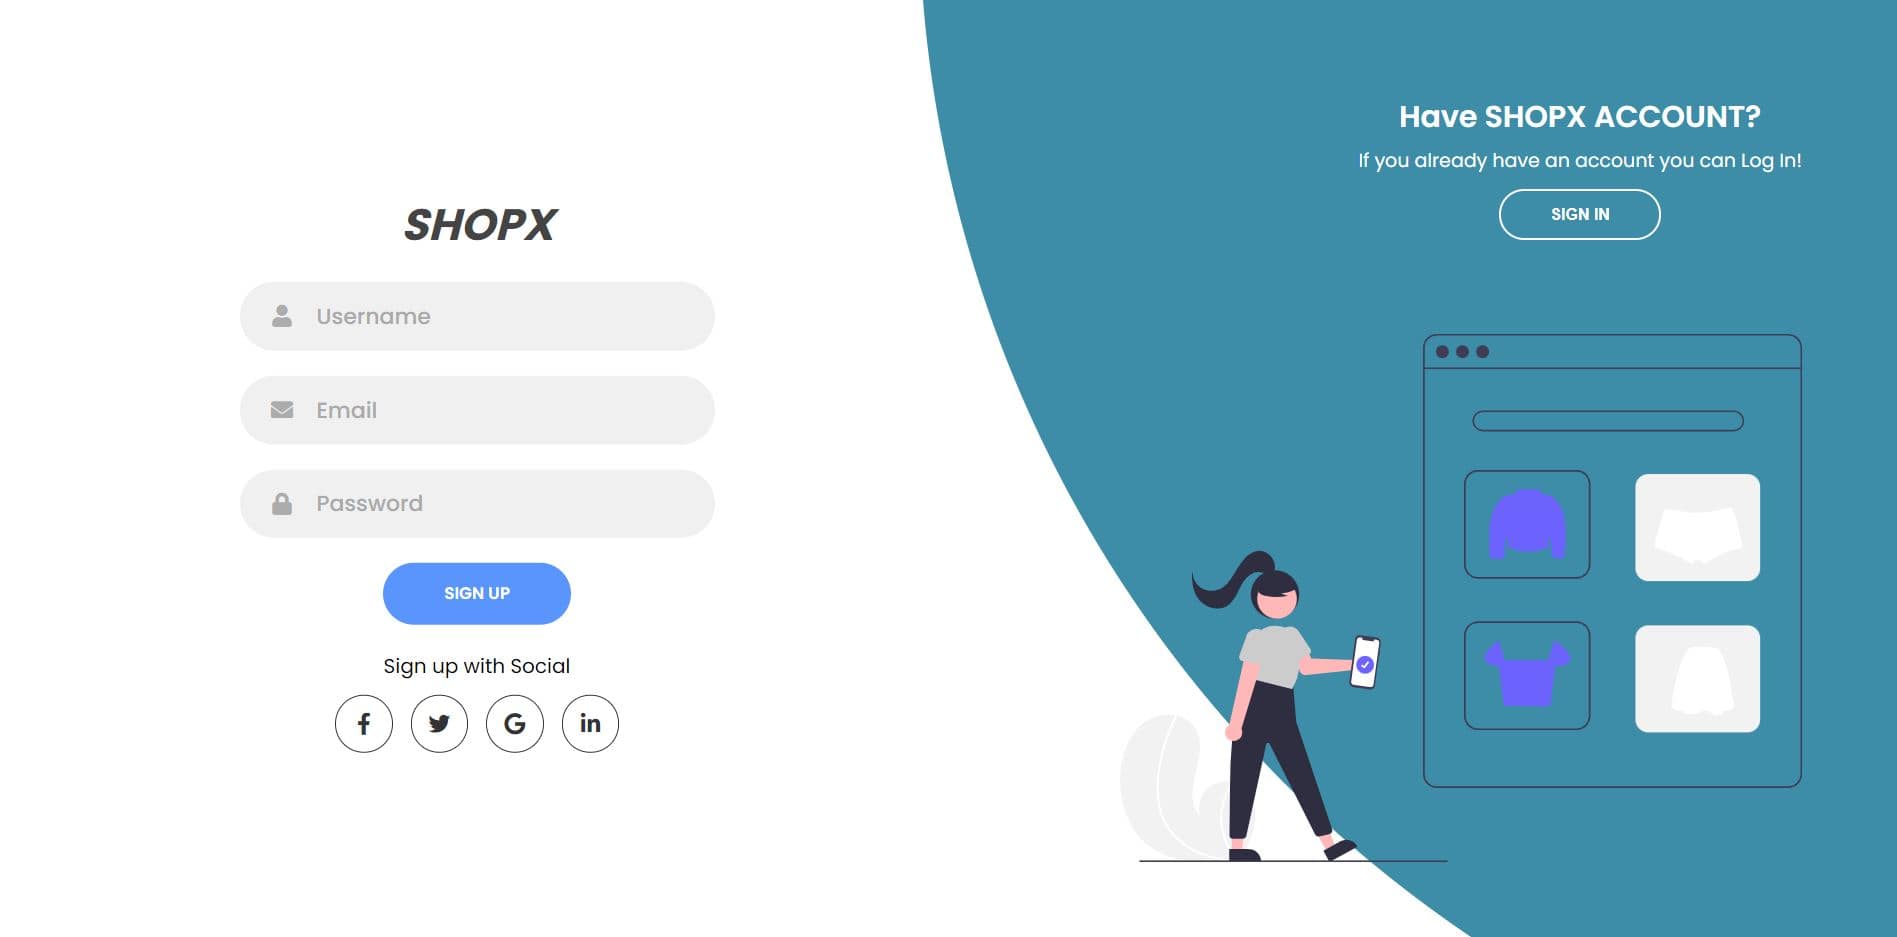 SHOPX
Username
Email
Password
SIGN UP
Sign up with Social
Have SHOPX ACCOUNT?
If you already have an account you can Log In!
SIGN IN